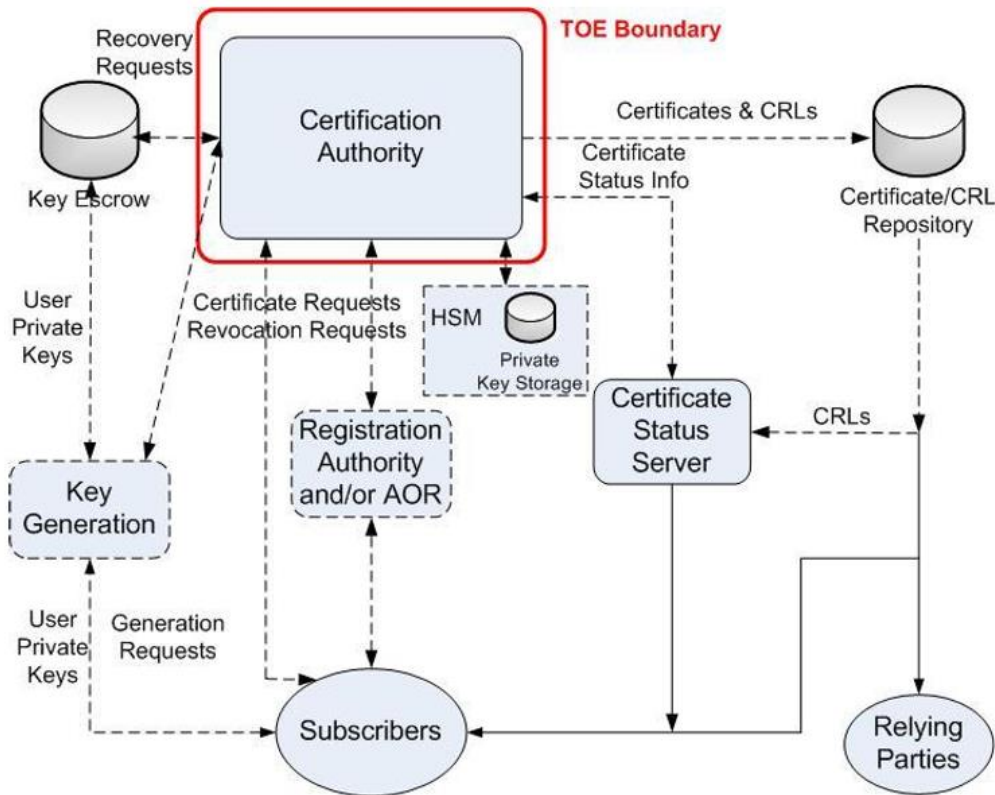 TOE Boundary
Recovery
Requests
Certification
Authority
Certificates & CRLs
Certificate
Status Info
Key Escrow
Certificate/CRL
Repository
User
Private
Keys
Certificate Requests
Revocation Requests
HSM
Private
Key Storage
Certificate
Status
Server
CRLs
Registration
Authority
and/or AOR
Key
Generation
User
Private
Keys
Generation
Requests
Subscribers
Relying
Parties